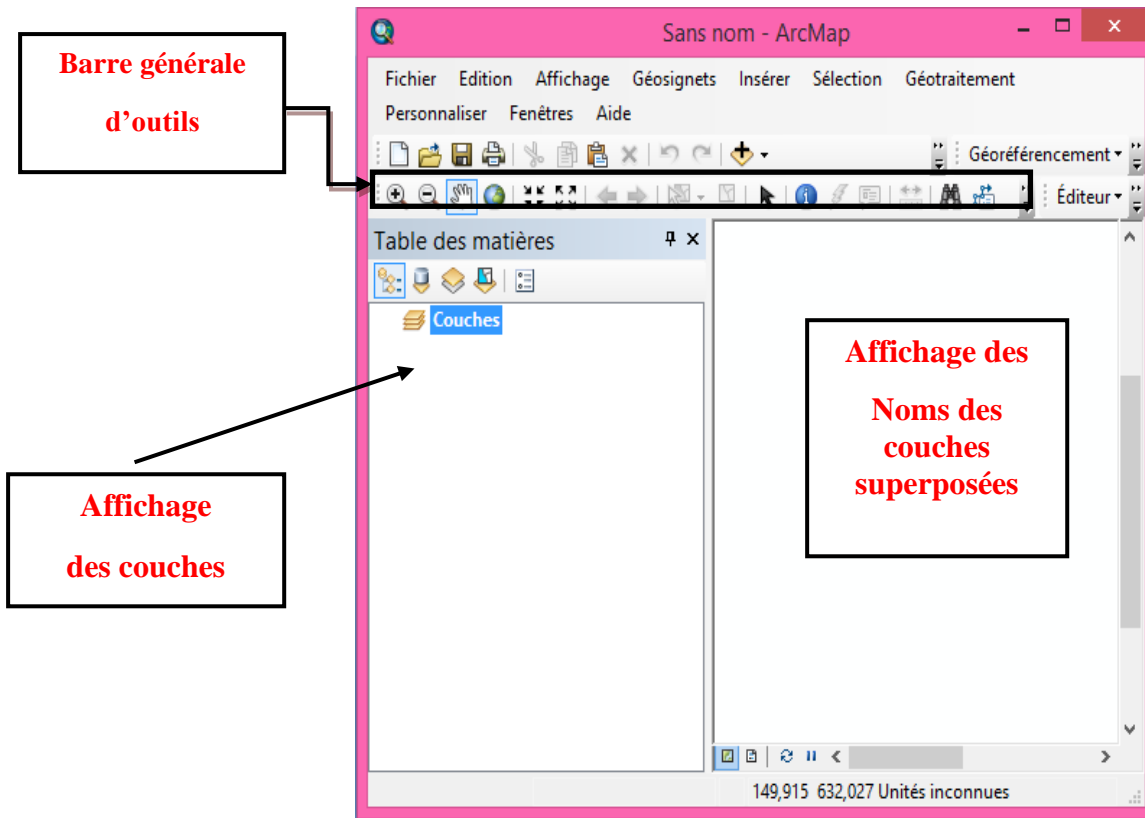 Barre générale
d’outils
Sans nom - ArcMap
Fichier Edition Affichage Géosignets Insérer Sélection Géotraitement
Personnaliser Fenêtres Aide
Géoréférencement
Éditeur
Table des matières
Couches
Affichage des
Noms des
couches
superposées
Affichage
des couches
149,915 632,027 Unités inconnues